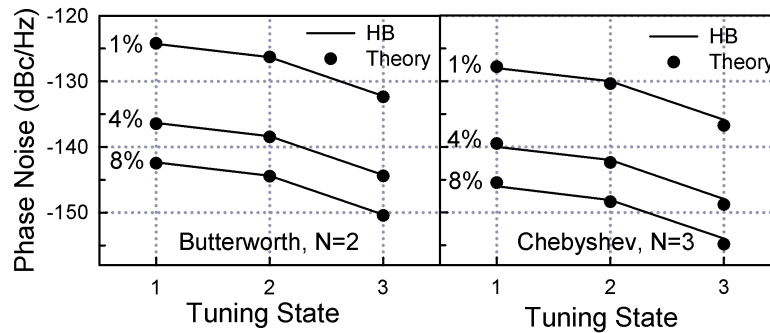 Phase Noise (dBc/Hz)
-120
-130
-140
-150
HB
Theory
1%
4%
8%
Butterworth, N=2
1
2
3
Tuning State
HB
Theory
1%
4%
8%
Chebyshev, N=3
1
2
3
Tuning State